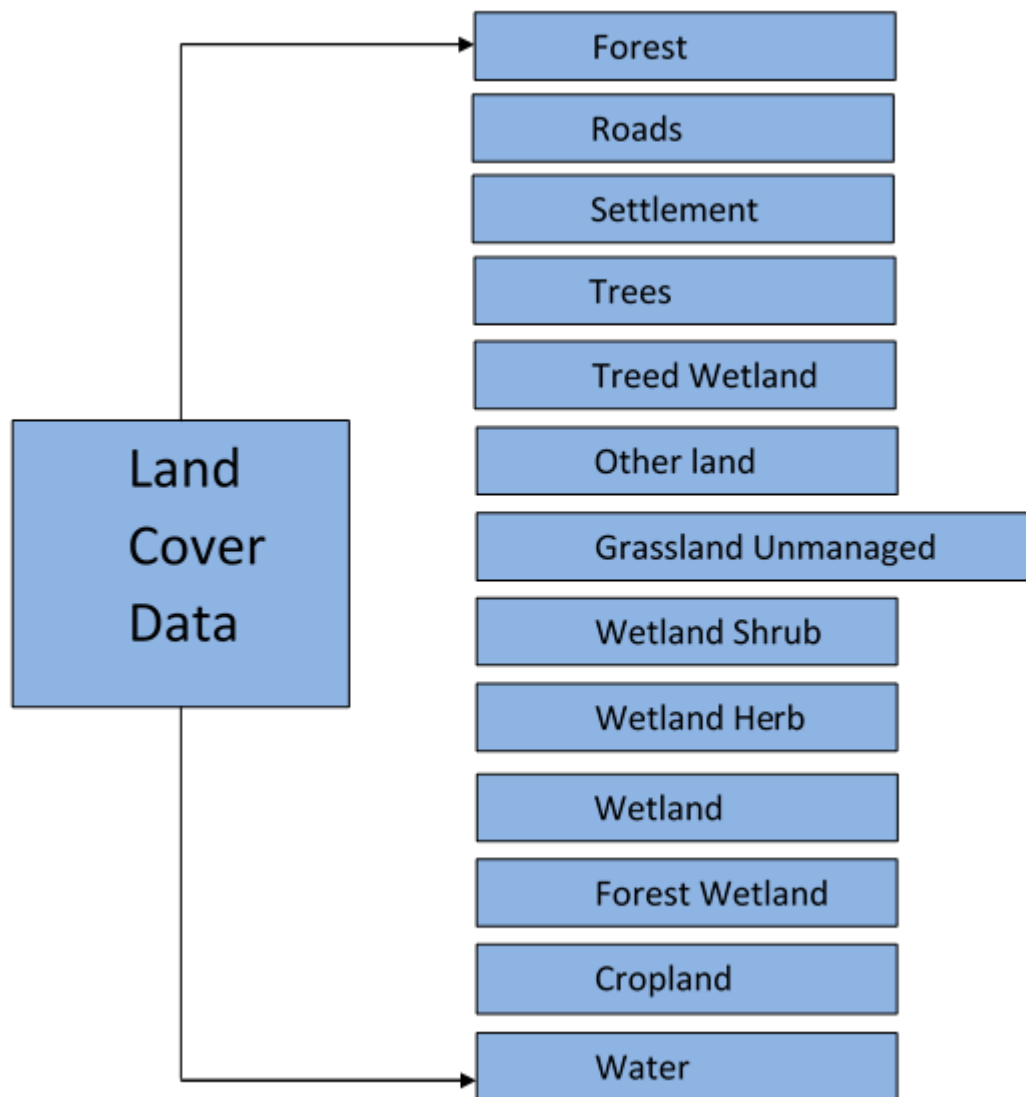 Forest
Roads
Settlement
Trees
Treed Wetland
Land
Cover
Data
Other land
Grassland Unmanaged
Wetland Shrub
Wetland Herb
Wetland
Forest Wetland
Cropland
Water